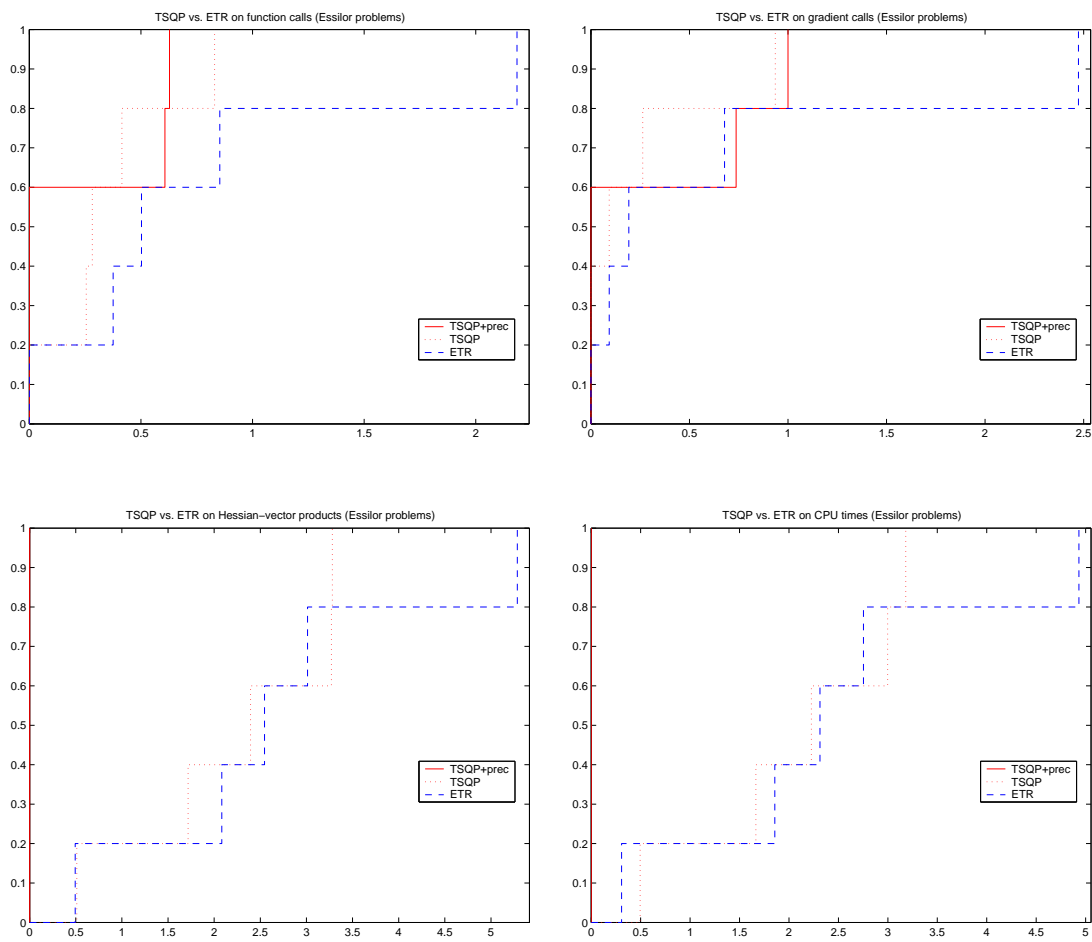 TSQP vs. ETR on function calls (Essilor problems)
1
0.9
0.8
0.7
0.6
0.5
0.4
0.3
0.2
0.1
0
0 0.5 1 1.5 2
TSQP+prec
TSQP
ETR
TSQP vs. ETR on gradient calls (Essilor problems)
1
0.9
0.8
0.7
0.6
0.5
0.4
0.3
0.2
0.1
0
0 0.5 1 1.5 2 2.5
TSQP+prec
TSQP
ETR
TSQP vs. ETR on Hessian−vector products (Essilor problems)
1
0.9
0.8
0.7
0.6
0.5
0.4
0.3
0.2
0.1
0
0 0.5 1 1.5 2 2.5 3 3.5 4 4.5 5
TSQP+prec
TSQP
ETR
TSQP vs. ETR on CPU times (Essilor problems)
1
0.9
0.8
0.7
0.6
0.5
0.4
0.3
0.2
0.1
0
0 0.5 1 1.5 2 2.5 3 3.5 4 4.5 5
TSQP+prec
TSQP
ETR